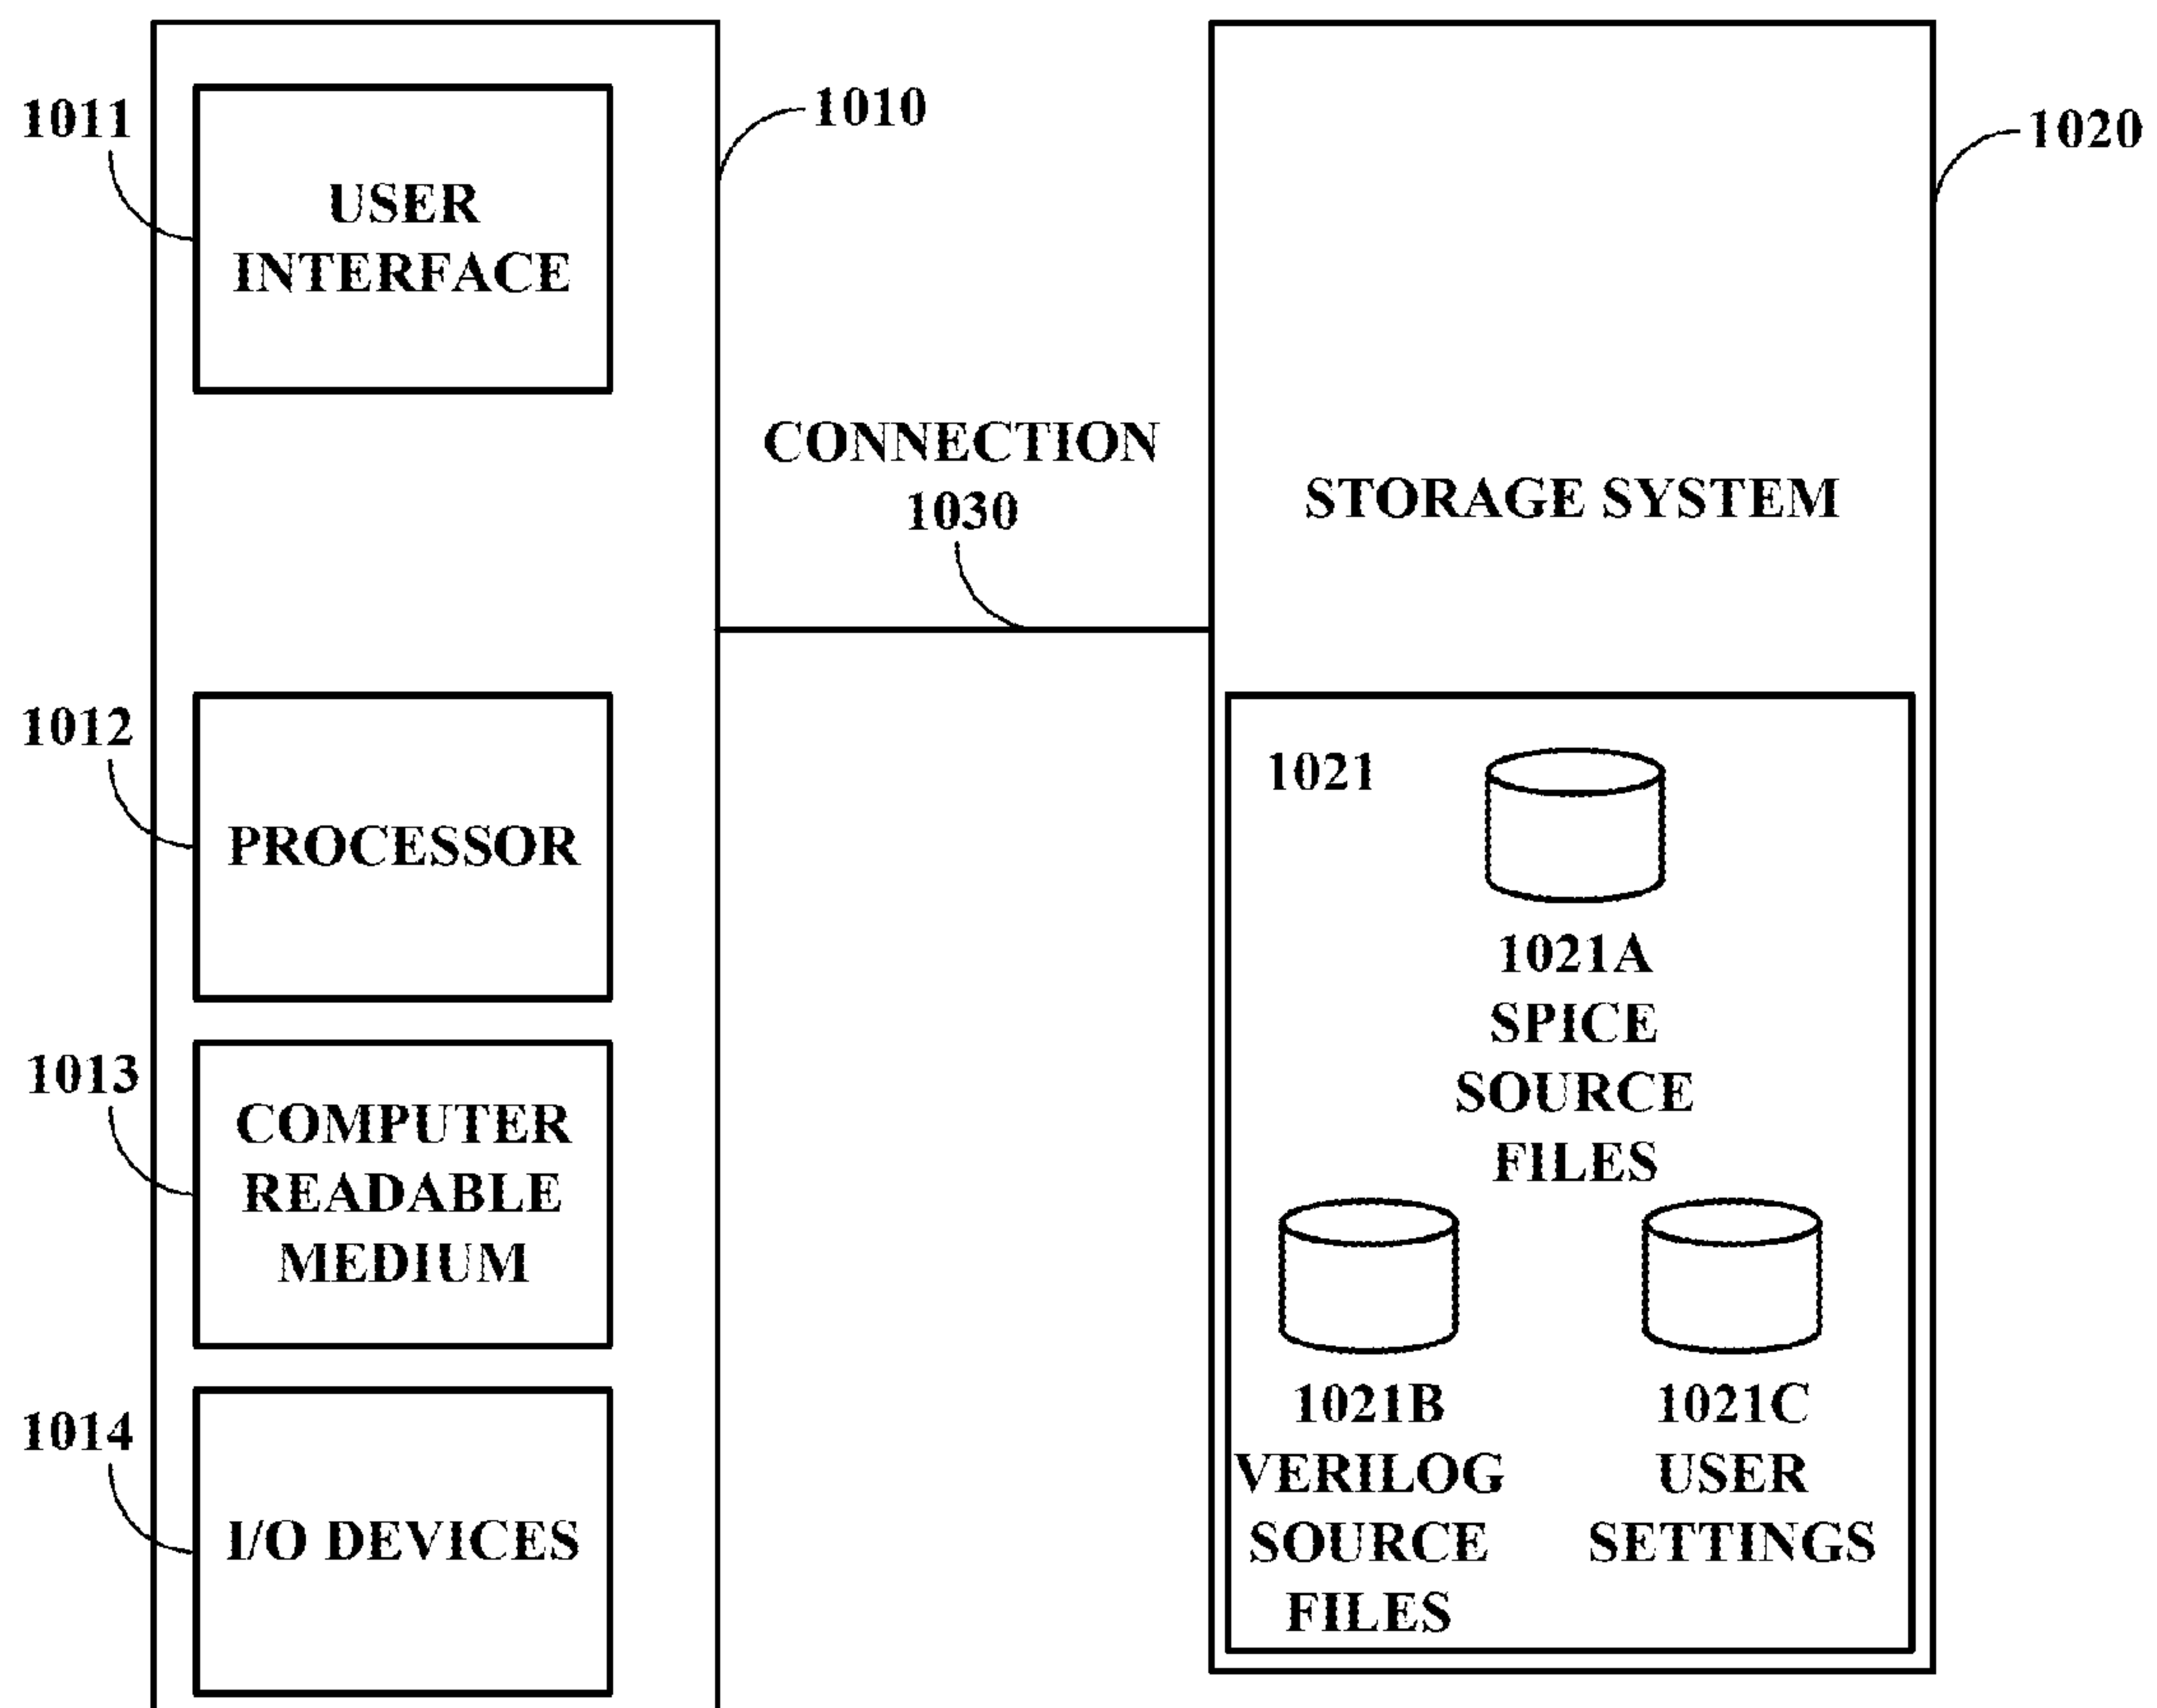 1011
USER
INTERFACE
1010
1020
CONNECTION
1030
STORAGE SYSTEM
1012
PROCESSOR
1013
COMPUTER
READABLE
MEDIUM
1014
I/O DEVICES
1021
1021A
SPICE
SOURCE
FILES
1021B
VERILOG
SOURCE
FILES
1021C
USER
SETTINGS